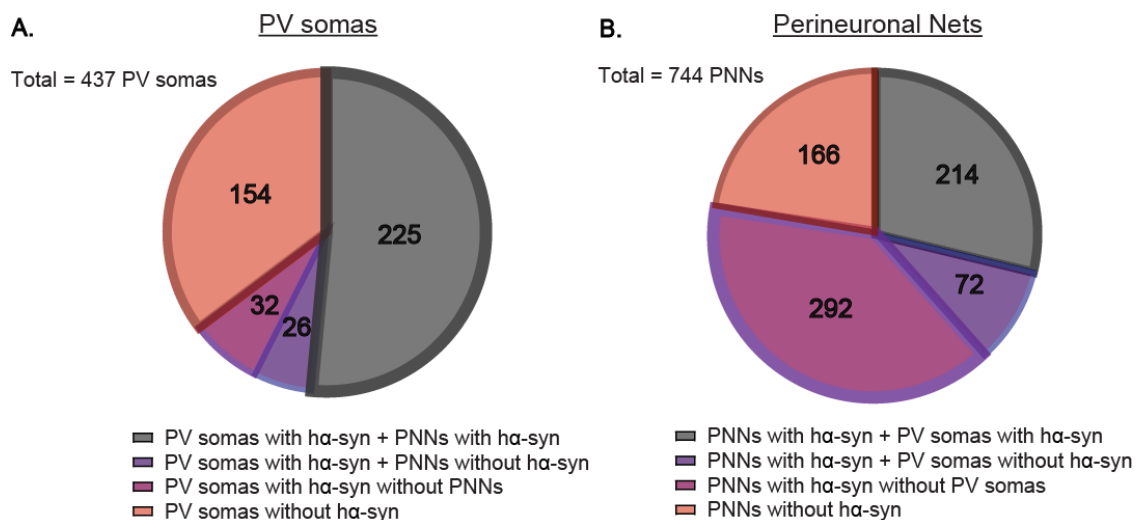 A.
PV somas
Total = 437 PV somas
154
225
32
26
PV somas with hα-syn + PNNs with hα-syn
PV somas with hα-syn + PNNs without hα-syn
PV somas with hα-syn without PNNs
PV somas without hα-syn
B.
Perineuronal Nets
Total = 744 PNNs
166
214
72
292
PNNs with hα-syn + PV somas with hα-syn
PNNs with hα-syn + PV somas without hα-syn
PNNs with hα-syn without PV somas
PNNs without hα-syn